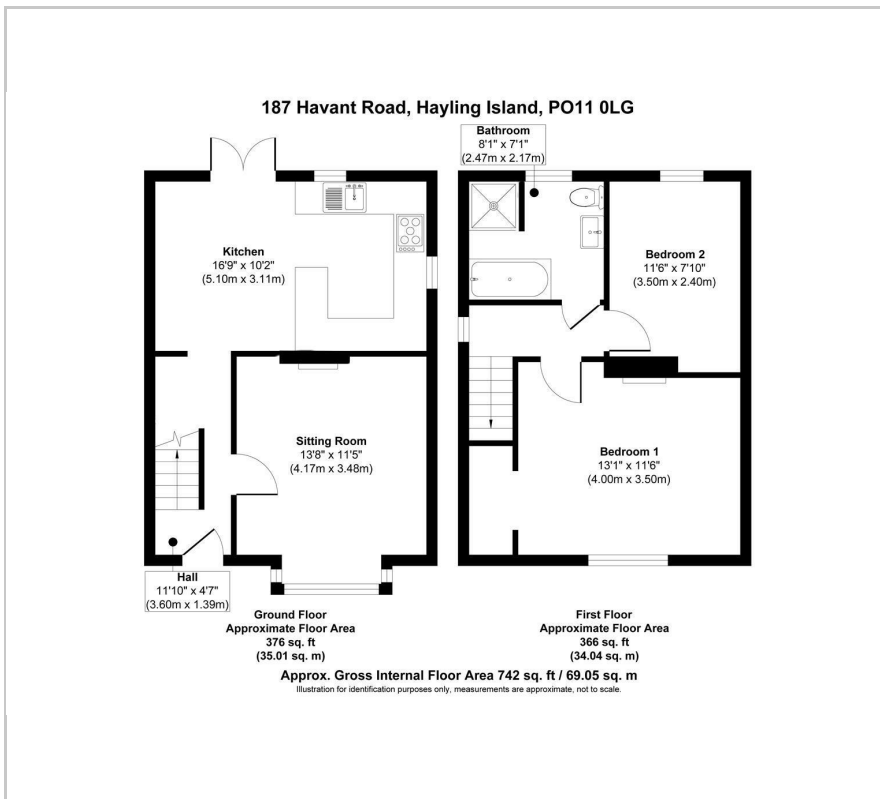 187 Havant Road, Hayling Island, PO11 0LG
Bathroom
8'1" x 7'1"
(2.47m x 2.17m)
Kitchen
16'9" x 10'2"
(5.10m x 3.11m)
Bedroom 2
11'6" x 7'10"
(3.50m x 2.40m)
Sitting Room
13'8" x 11'5"
(4.17m x 3.48m)
Bedroom 1
13'1" x 11'6"
(4.00m x 3.50m)
Hall
11'10" x 4'7"
(3.60m x 1.39m)
Ground Floor
Approximate Floor Area
376 sq. ft
(35.01 sq. m)
First Floor
Approximate Floor Area
366 sq. ft
(34.04 sq. m)
Approx. Gross Internal Floor Area 742 sq. ft / 69.05 sq. m
Illustration for identification purposes only, measurements are approximate, not to scale.